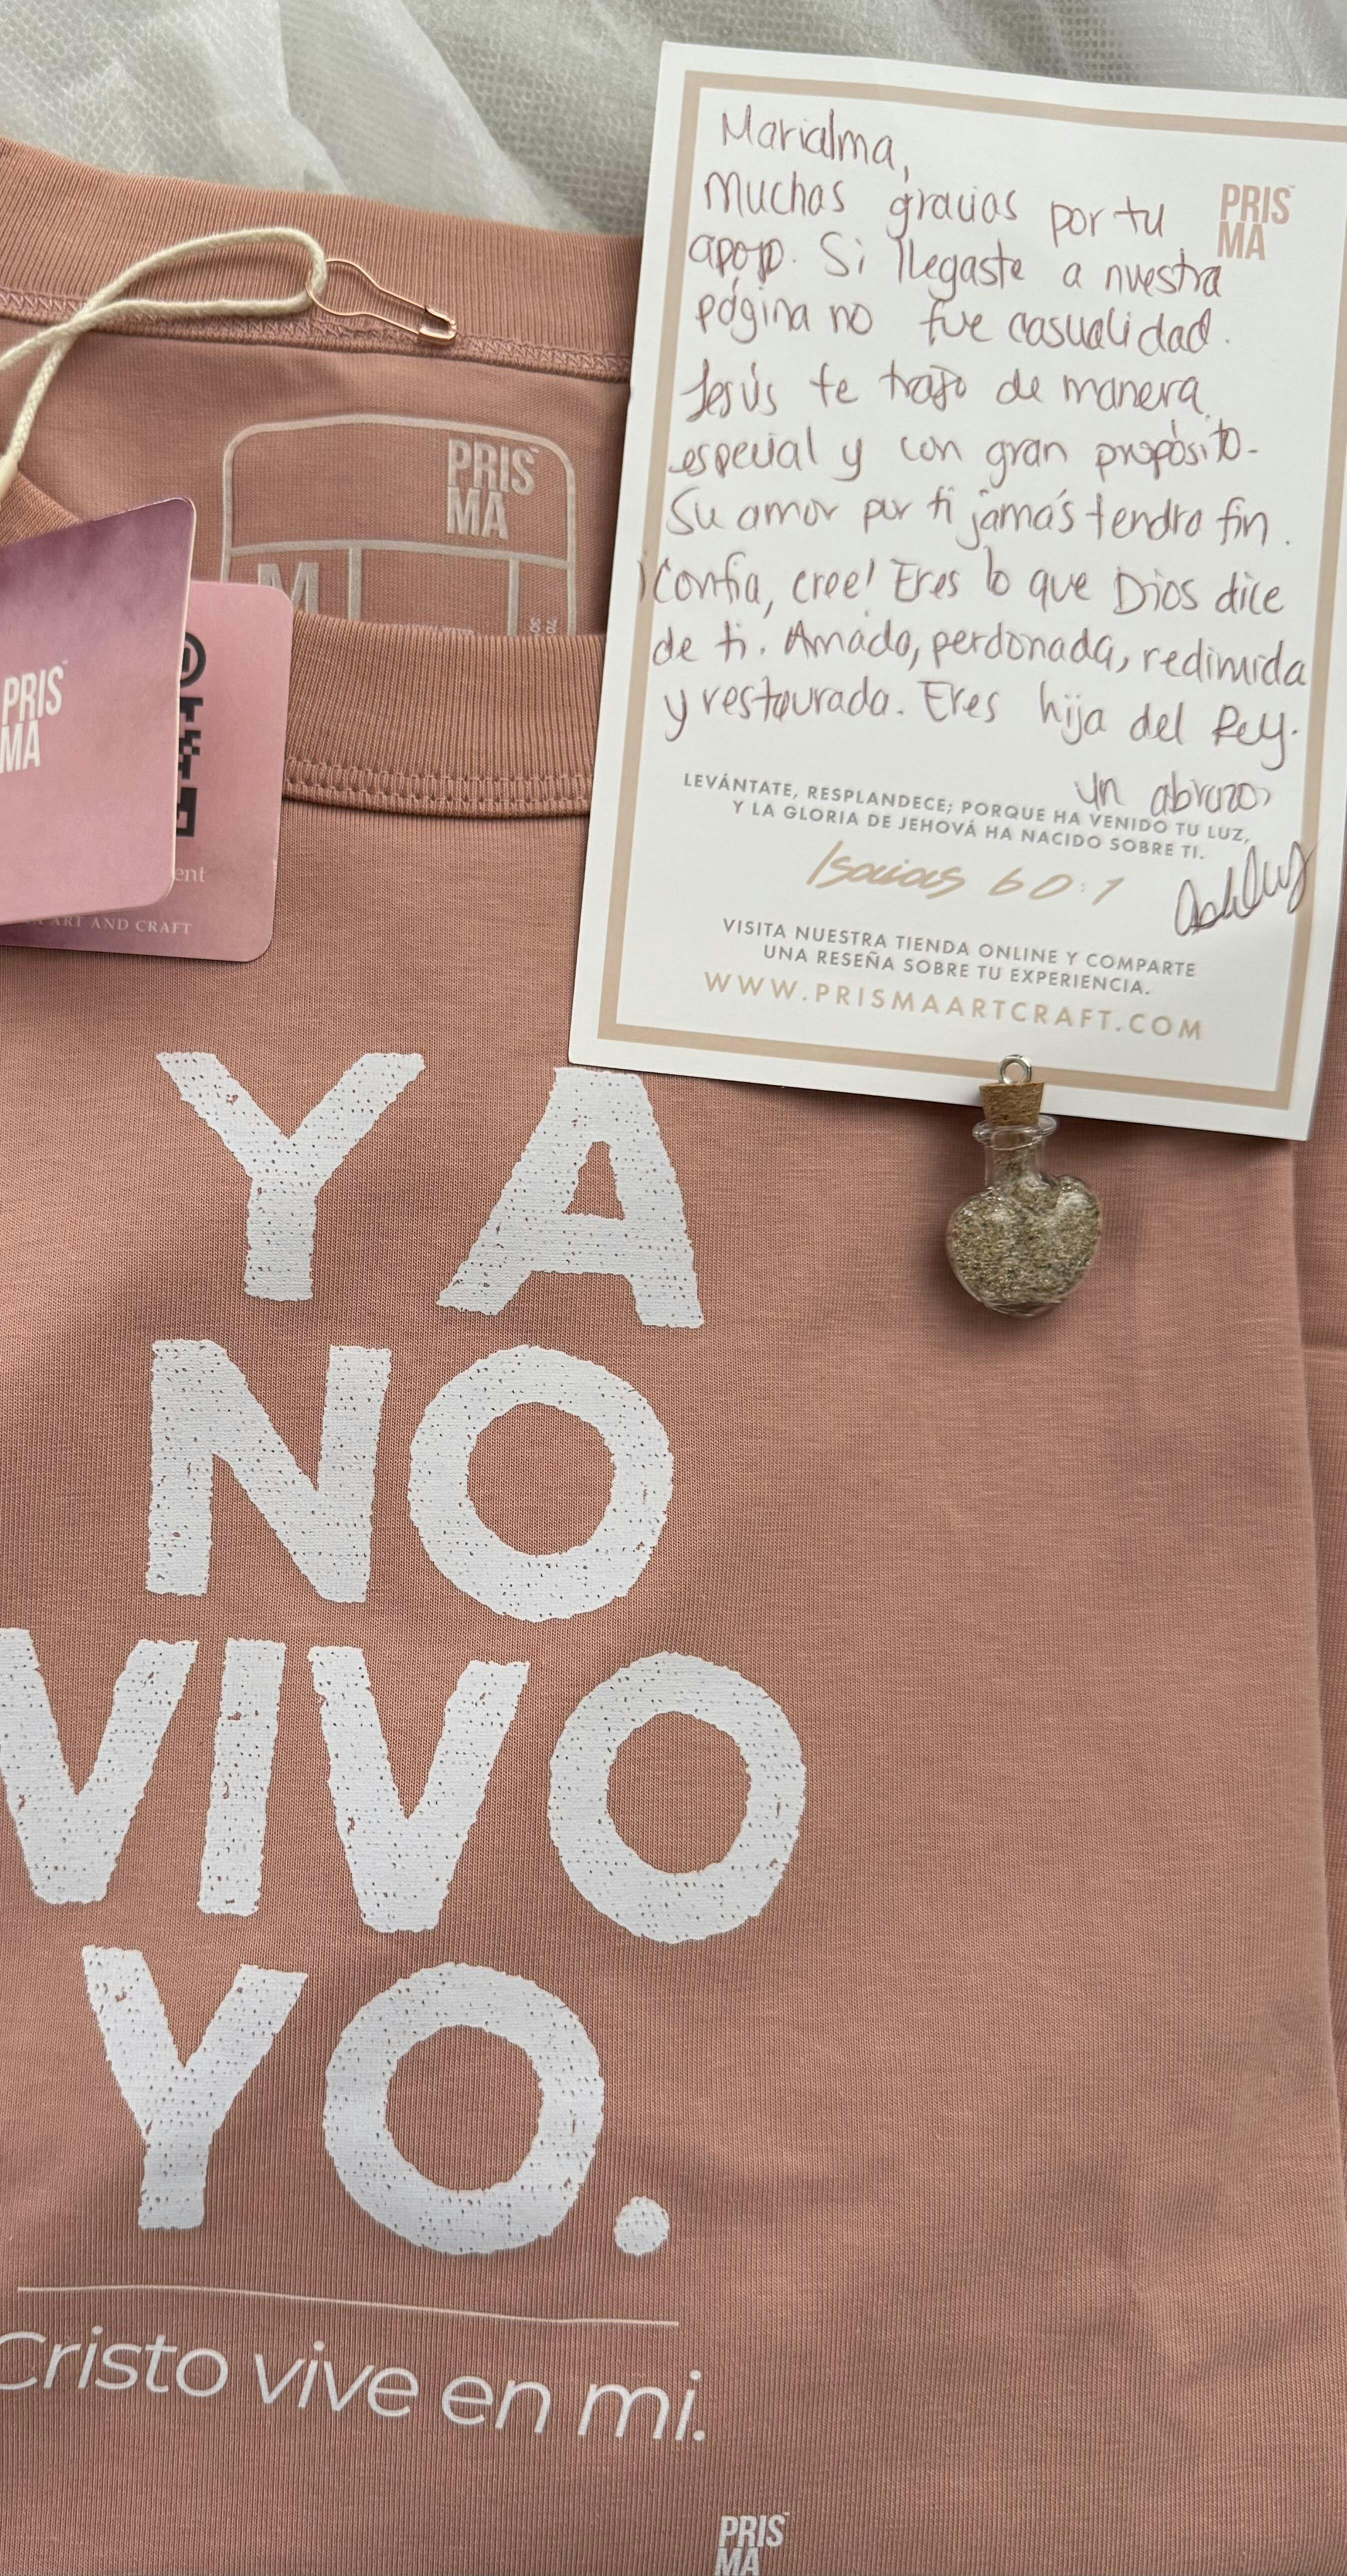 Marialma,
Muchas gracias por tu
apoyo. Si llegaste a nuestra
página no fue casualidad.
Jesús te trajo de manera
especial y con gran propósito.
Su amor por ti jamás tendra fin.
¡Confia, cree! Eres lo que Dios dice
de ti. Amada, perdonada, redimida
y restaurada. Eres hija del Rey.
un abrazo,
Ashley
PRIS
MA
LEVÁNTATE, RESPLANDECE; PORQUE HA VENIDO TU LUZ,
Y LA GLORIA DE JEHOVÁ HA NACIDO SOBRE TI.
Isaias 60:1
VISITA NUESTRA TIENDA ONLINE Y COMPARTE
UNA RESEÑA SOBRE TU EXPERIENCIA.
WWW.PRISMAARTCRAFT.COM
PRIS
MA
M
PRIS
MA
ART AND CRAFT
YA
NO
VIVO
YO.
Cristo vive en mi.
PRIS
MA